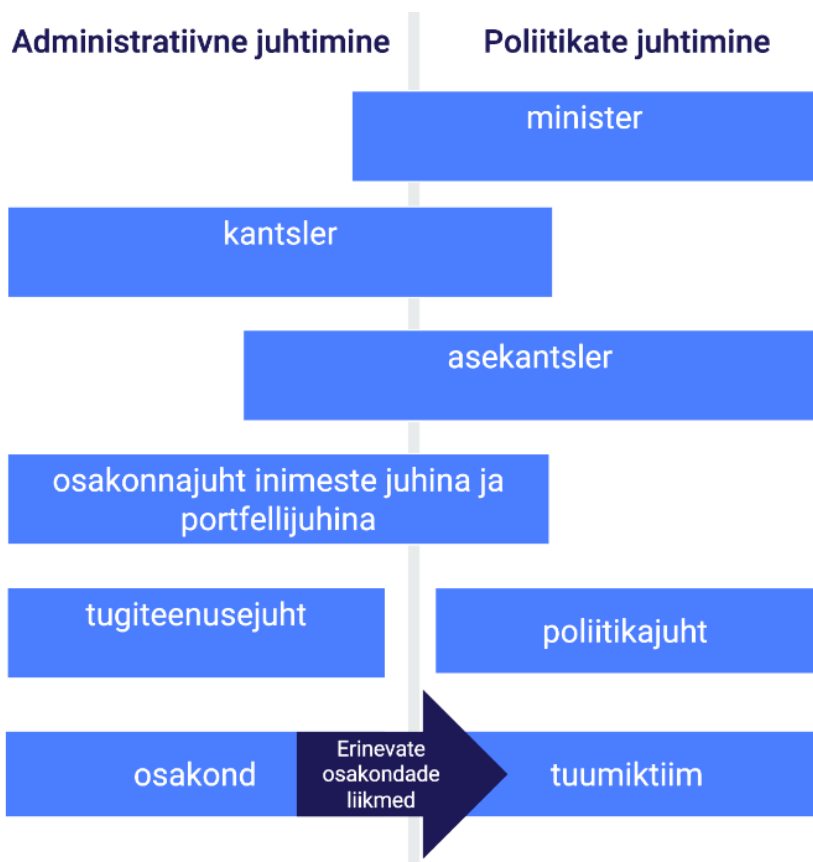 Administratiivne juhtimine
Poliitikate juhtimine
minister
kantsler
asekantsler
osakonnajuht inimeste juhina ja
portfellijuhina
tugiteenusejuht
poliitikajuht
osakond
Erinevate
osakondade
liikmed
tuumiktiim